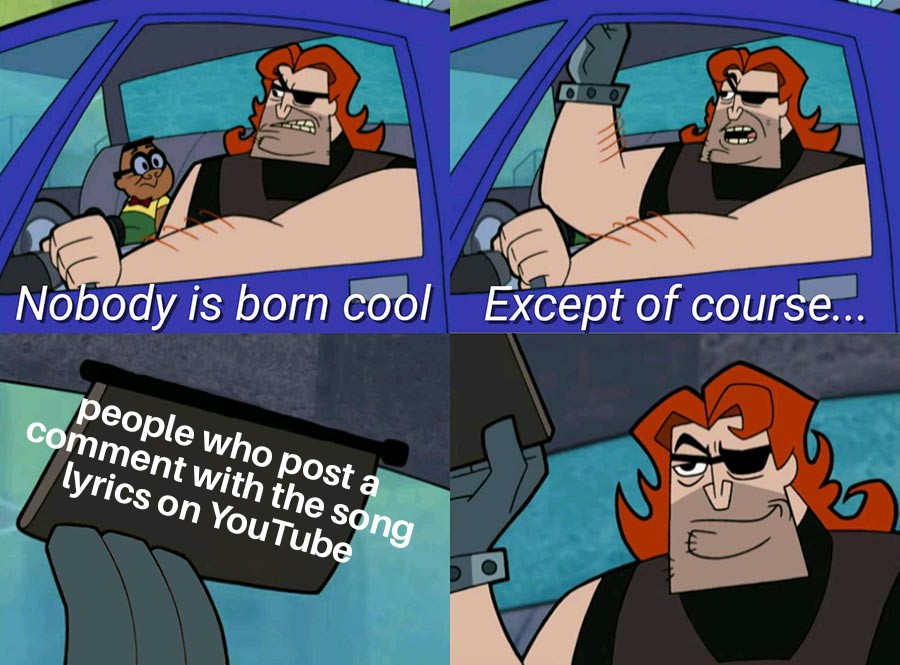 Nobody is born cool
Except of course...
people who post a
comment with the song
lyrics on YouTube